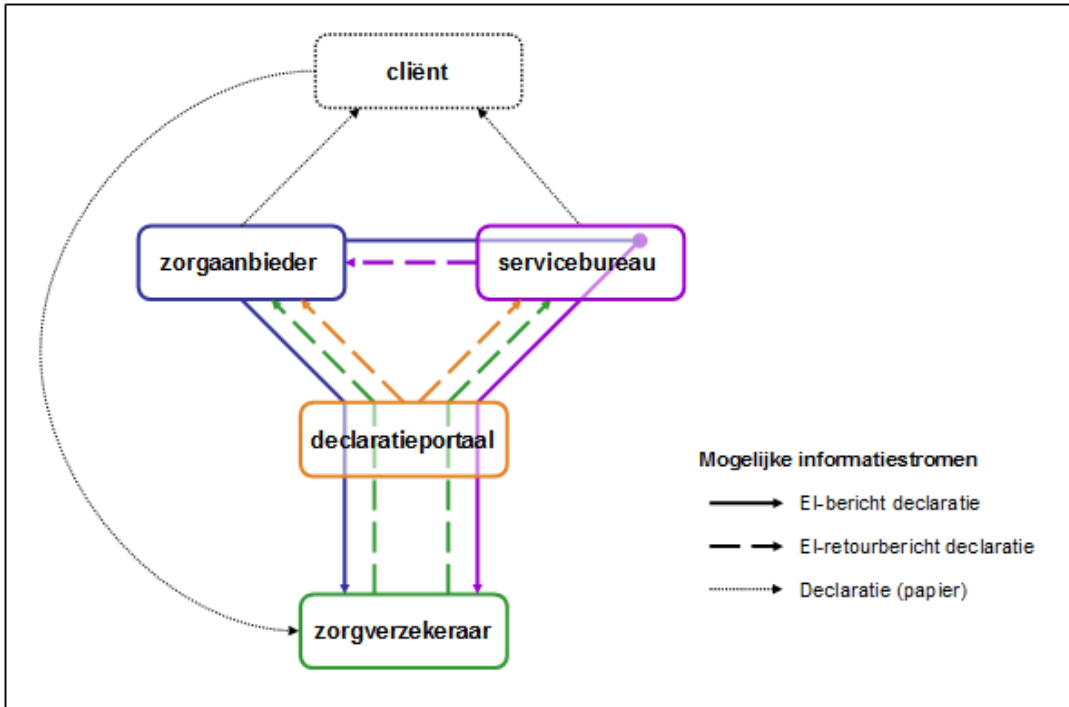 cliënt
zorgaanbieder
servicebureau
declaratieportaal
zorgverzekeraar
Mogelijke informatiestromen
EI-bericht declaratie
EI-retourbericht declaratie
Declaratie (papier)